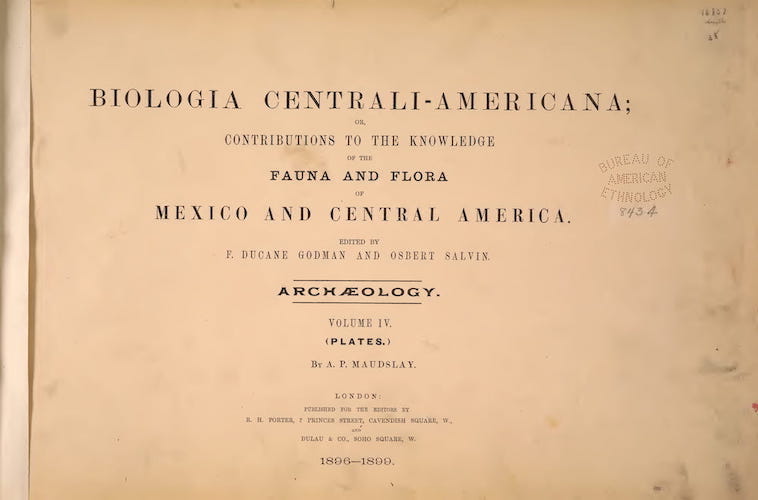 BIOLOGIA CENTRALI-AMERICANA;
OR,
CONTRIBUTIONS TO THE KNOWLEDGE
OF THE
FAUNA AND FLORA
OF
MEXICO AND CENTRAL AMERICA.
EDITED BY
F. DUCANE GODMAN AND OSBERT SALVIN.
ARCHÆOLOGY.
VOLUME IV.
(PLATES.)
By A. P. MAUDSLAY.
LONDON:
PUBLISHED FOR THE EDITORS BY
R. H. PORTER, 7 PRINCES STREET, CAVENDISH SQUARE, W.,
AND
DULAU & CO., SOHO SQUARE, W.
1896—1899.
BUREAU OF
AMERICAN
ETHNOLOGY
8434